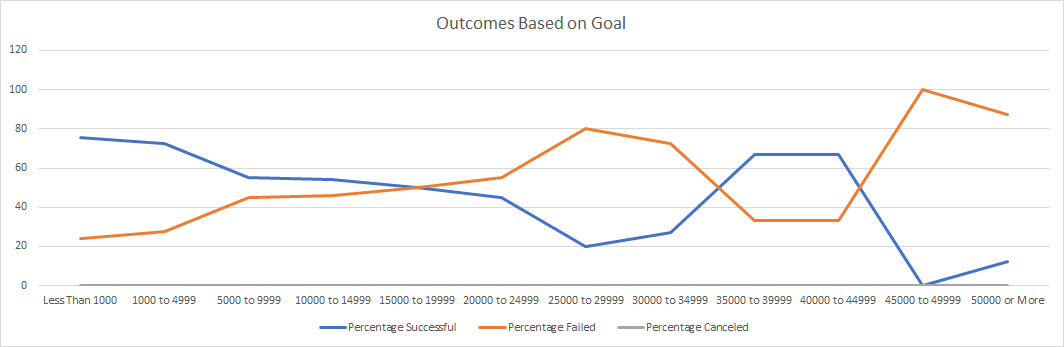 Outcomes Based on Goal
120
100
80
60
40
20
0
Less Than 1000 1000 to 4999 5000 to 9999 10000 to 14999 15000 to 19999 20000 to 24999 25000 to 29999 30000 to 34999 35000 to 39999 40000 to 44999 45000 to 49999 50000 or More
Percentage Successful Percentage Failed Percentage Canceled